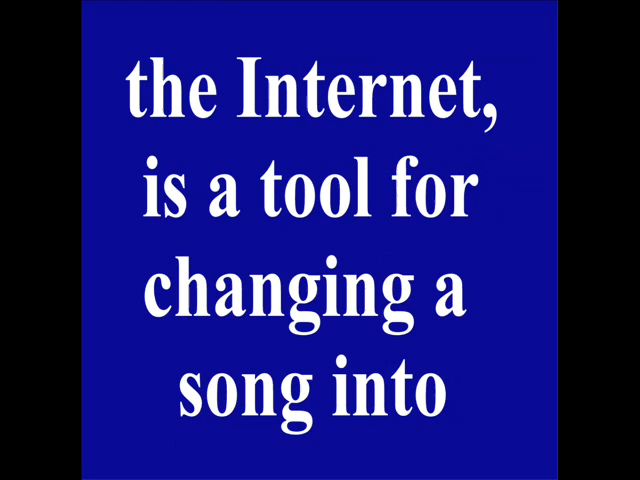 the Internet,
is a tool for
changing a
song into